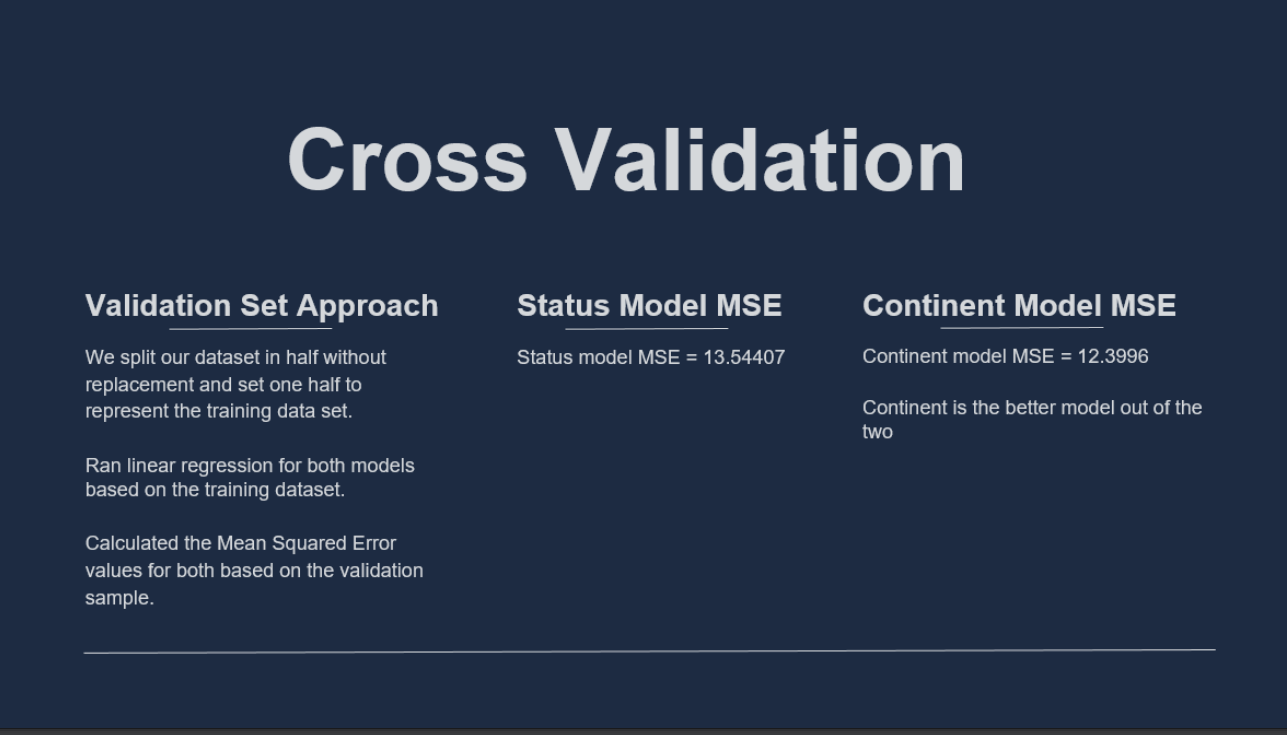 Cross Validation
Validation Set Approach
We split our dataset in half without
replacement and set one half to
represent the training data set.
Ran linear regression for both models
based on the training dataset.
Calculated the Mean Squared Error
values for both based on the validation
sample.
Status Model MSE
Status model MSE = 13.54407
Continent Model MSE
Continent model MSE = 12.3996
Continent is the better model out of the
two